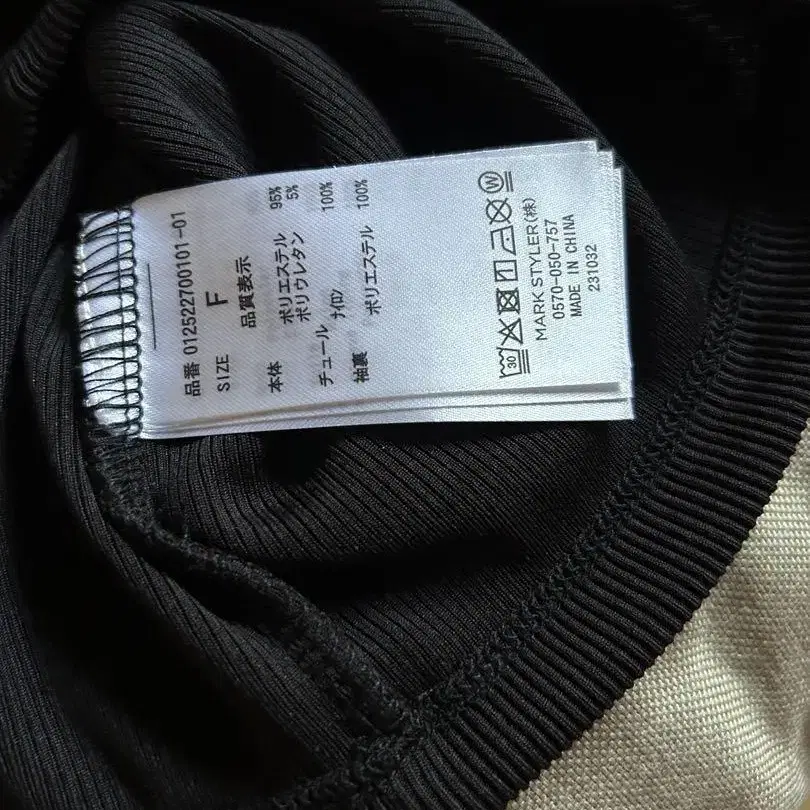 品番 012522700101-01
SIZE F
品質表示
本体 ポリエステル 95%
ポリウレタン 5%
チュール ナイロン 100%
袖裏 ポリエステル 100%
30
W
MARK STYLER(株)
0570-050-757
MADE IN CHINA
231032